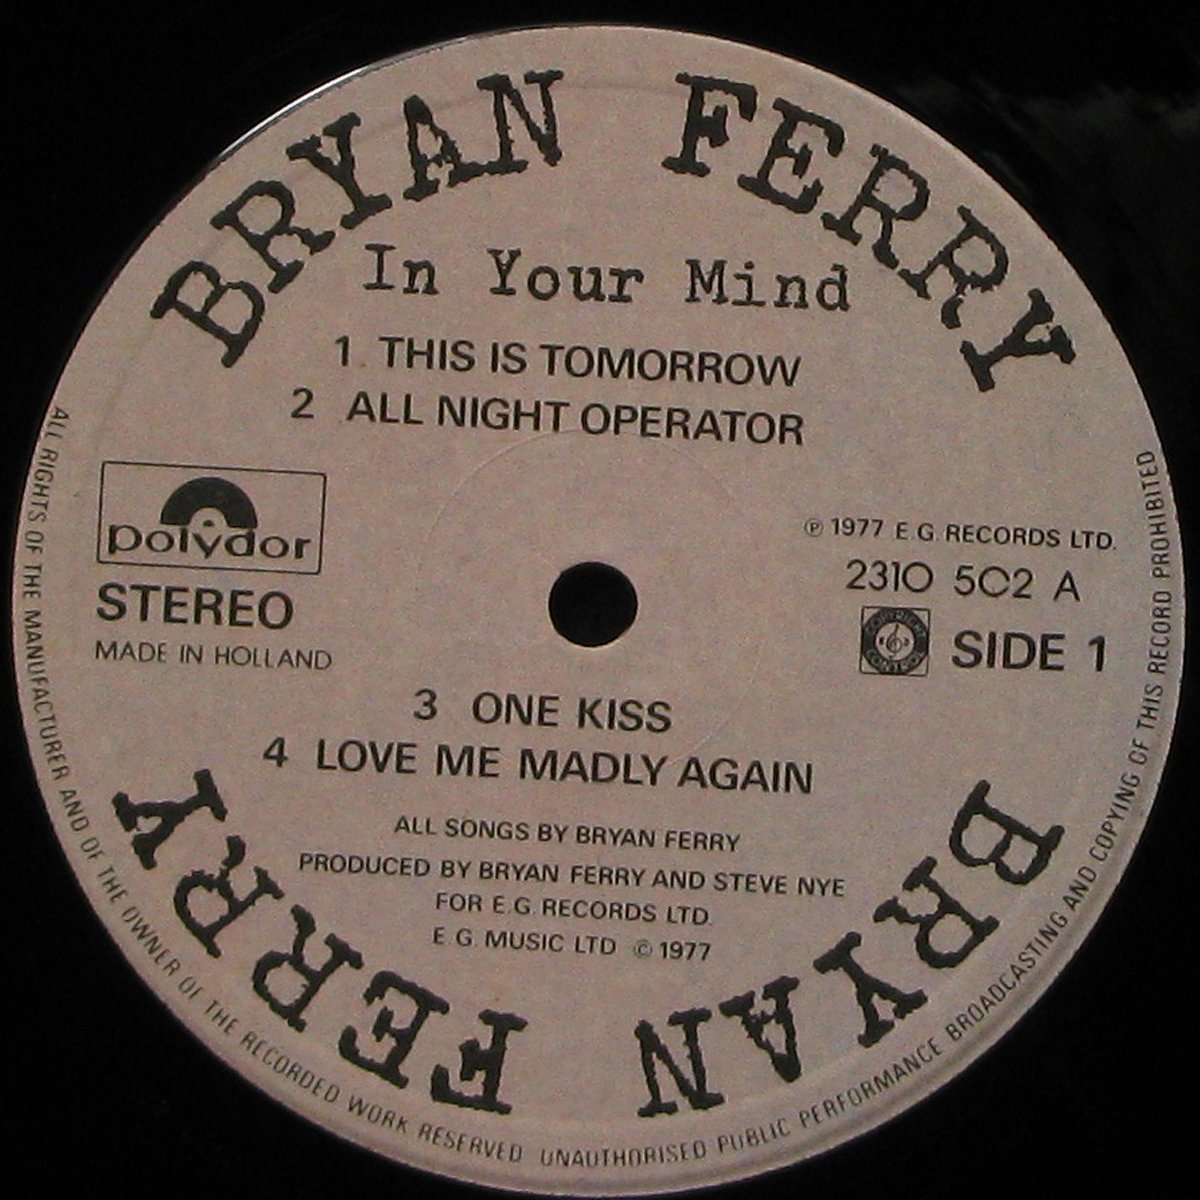 BRYAN FERRY
In Your Mind
1. THIS IS TOMORROW
2 ALL NIGHT OPERATOR
polydor
STEREO
MADE IN HOLLAND
℗ 1977 E.G. RECORDS LTD.
2310 502 A
COPYRIGHT CONTROL
SIDE 1
3 ONE KISS
4 LOVE ME MADLY AGAIN
ALL SONGS BY BRYAN FERRY
PRODUCED BY BRYAN FERRY AND STEVE NYE
FOR E.G. RECORDS LTD.
E.G. MUSIC LTD © 1977
BRYAN FERRY
ALL RIGHTS OF THE MANUFACTURER AND OF THE OWNER OF THE RECORDED WORK RESERVED UNAUTHORISED PUBLIC PERFORMANCE BROADCASTING AND COPYING OF THIS RECORD PROHIBITED